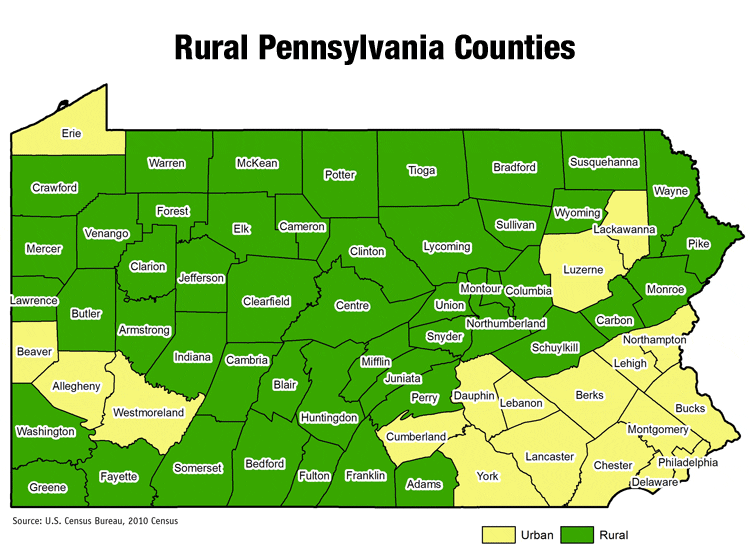 Rural Pennsylvania Counties
Erie
Warren
McKean
Potter
Tioga
Bradford
Susquehanna
Crawford
Wayne
Forest
Wyoming
Venango
Elk
Cameron
Sullivan
Lackawanna
Mercer
Clinton
Lycoming
Pike
Clarion
Jefferson
Luzerne
Lawrence
Clearfield
Centre
Montour
Columbia
Monroe
Butler
Union
Armstrong
Northumberland
Carbon
Snyder
Northampton
Beaver
Indiana
Cambria
Mifflin
Schuylkill
Lehigh
Allegheny
Blair
Juniata
Westmoreland
Perry
Dauphin
Lebanon
Berks
Bucks
Huntingdon
Washington
Cumberland
Montgomery
Lancaster
Chester
Philadelphia
Somerset
Bedford
Fayette
Fulton
Franklin
York
Delaware
Greene
Adams
Source: U.S. Census Bureau, 2010 Census
Urban
Rural